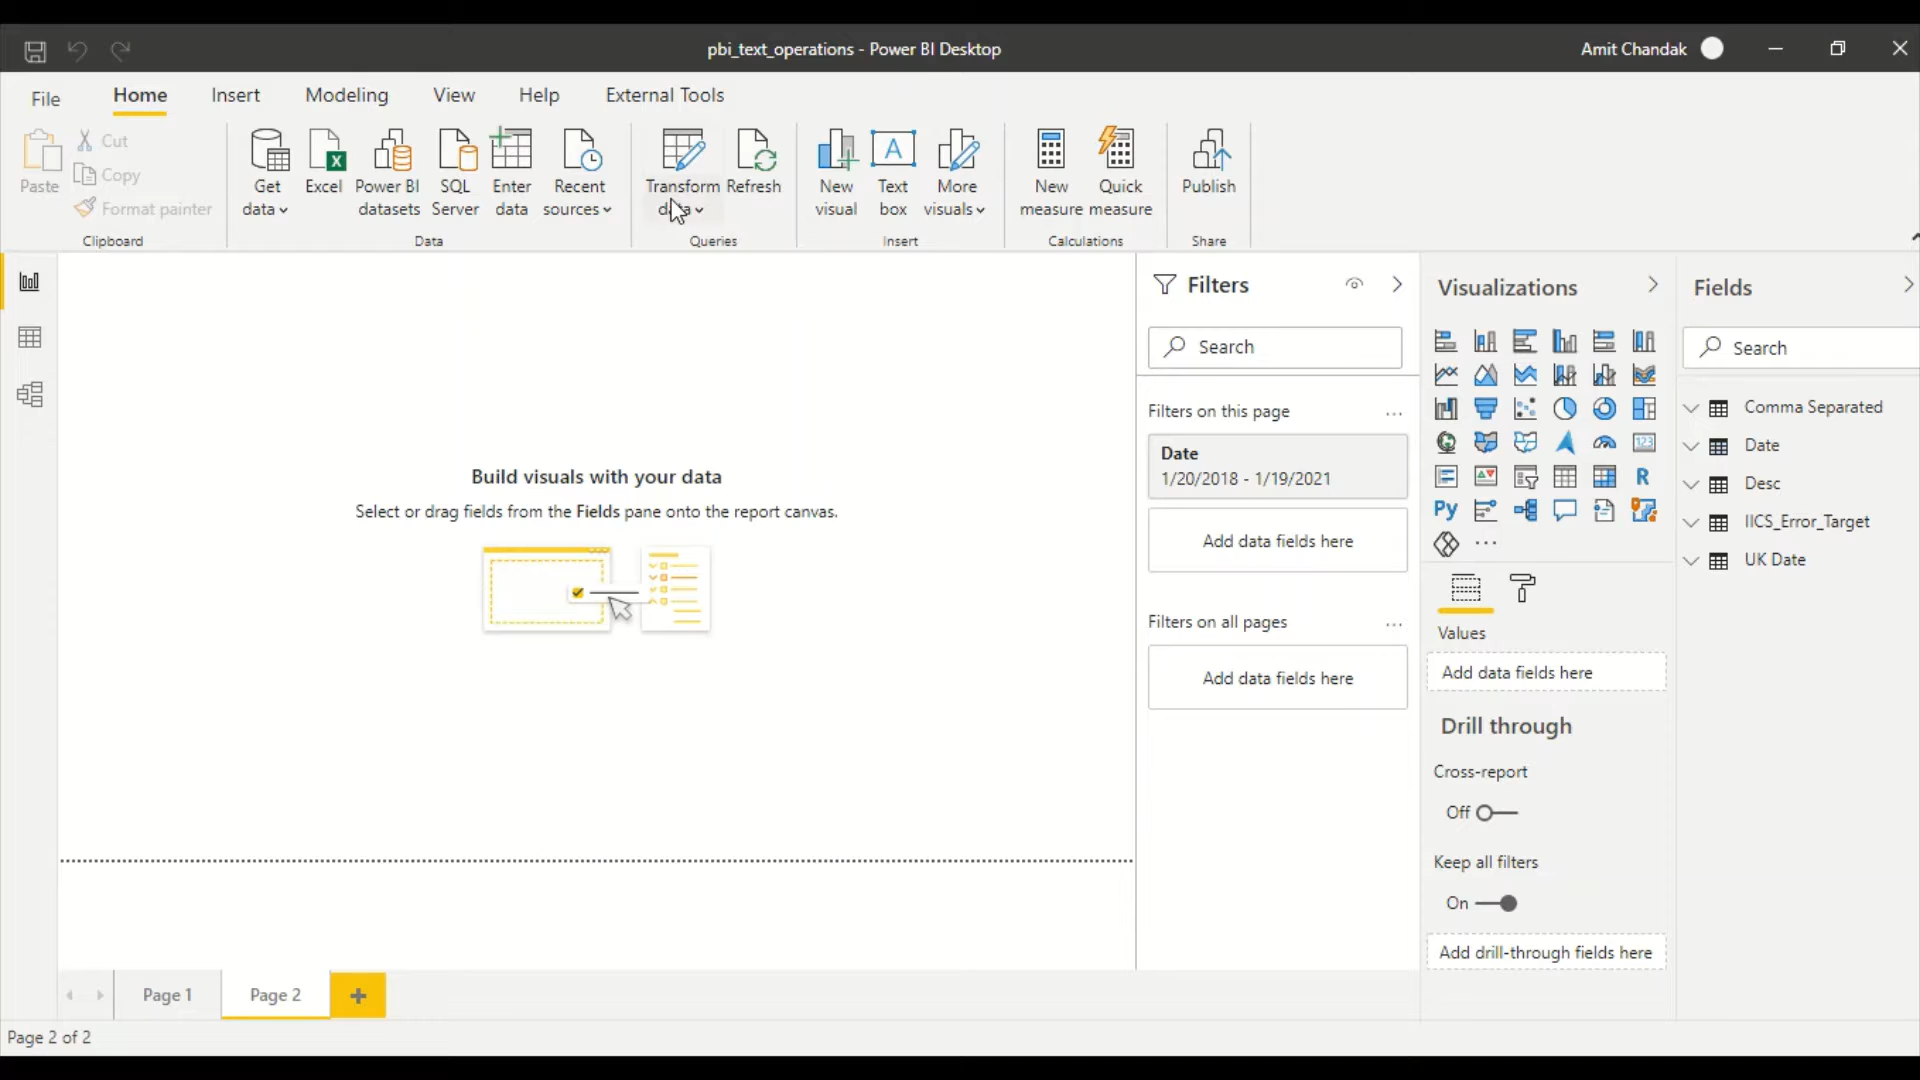 pbi_text_operations - Power BI Desktop
Amit Chandak
File
Home
Insert
Modeling
View
Help
External Tools
Paste
Cut
Copy
Format painter
Clipboard
Get
data
Excel
Power BI
datasets
SQL
Server
Enter
data
Recent
sources
Data
Transform
data
Refresh
Queries
New
visual
A
Text
box
More
visuals
Insert
New
measure
Quick
measure
Calculations
Publish
Share
Build visuals with your data
Select or drag fields from the Fields pane onto the report canvas.
Filters
Search
Filters on this page
...
Date
1/20/2018 - 1/19/2021
Add data fields here
Filters on all pages
...
Add data fields here
Visualizations
123
R
Py
...
Values
Add data fields here
Drill through
Cross-report
Off
Keep all filters
On
Add drill-through fields here
Fields
Search
Comma Separated
Date
Desc
IICS_Error_Target
UK Date
Page 1
Page 2
+
Page 2 of 2